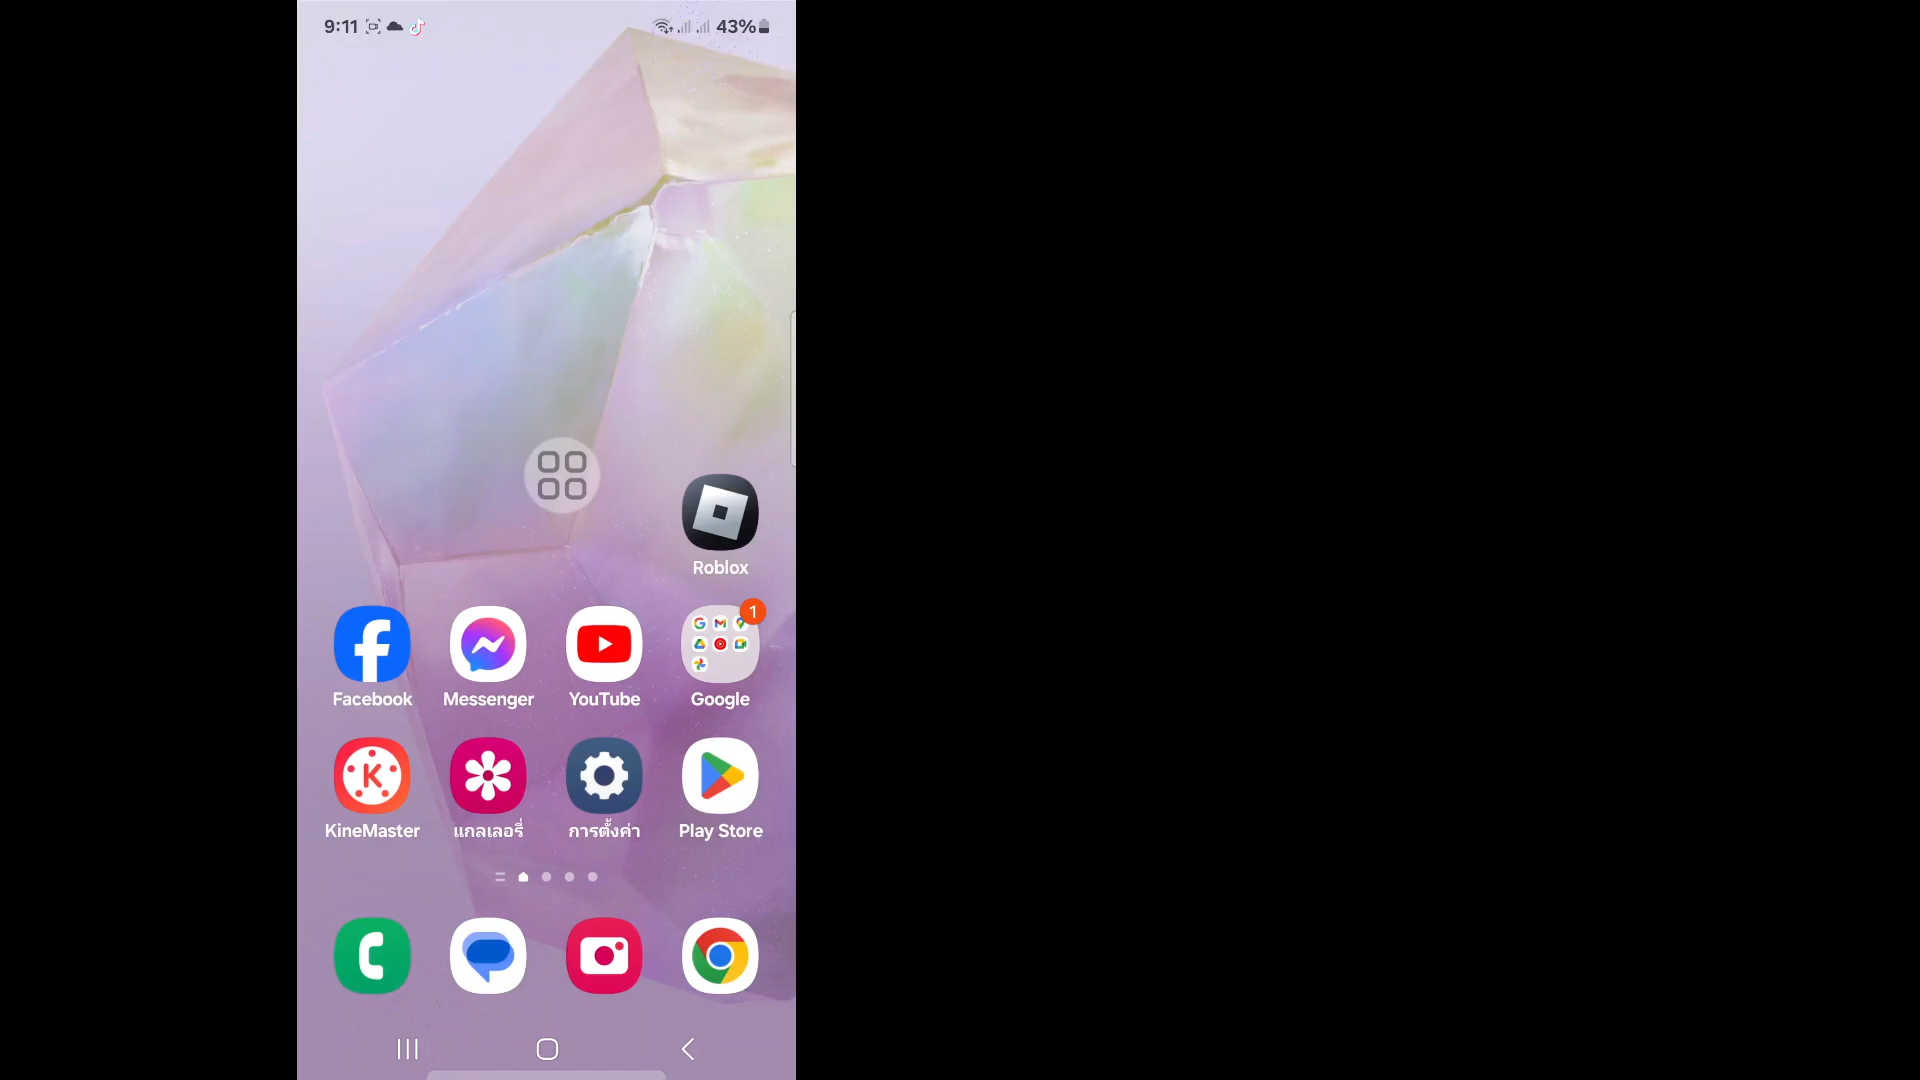 9:11
43%
Roblox
1
Facebook
Messenger
YouTube
Google
KineMaster
แกลเลอรี่
การตั้งค่า
Play Store